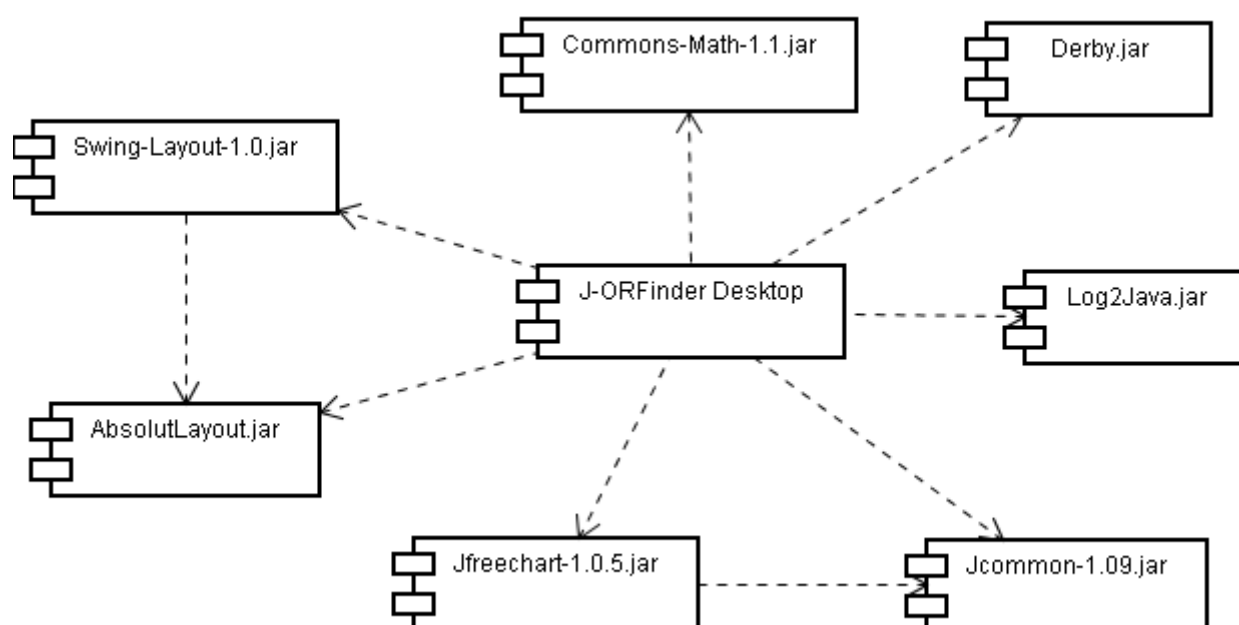 Commons-Math-1.1.jar
Derby.jar
Swing-Layout-1.0.jar
J-ORFinder Desktop
Log2Java.jar
AbsolutLayout.jar
Jfreechart-1.0.5.jar
Jcommon-1.09.jar